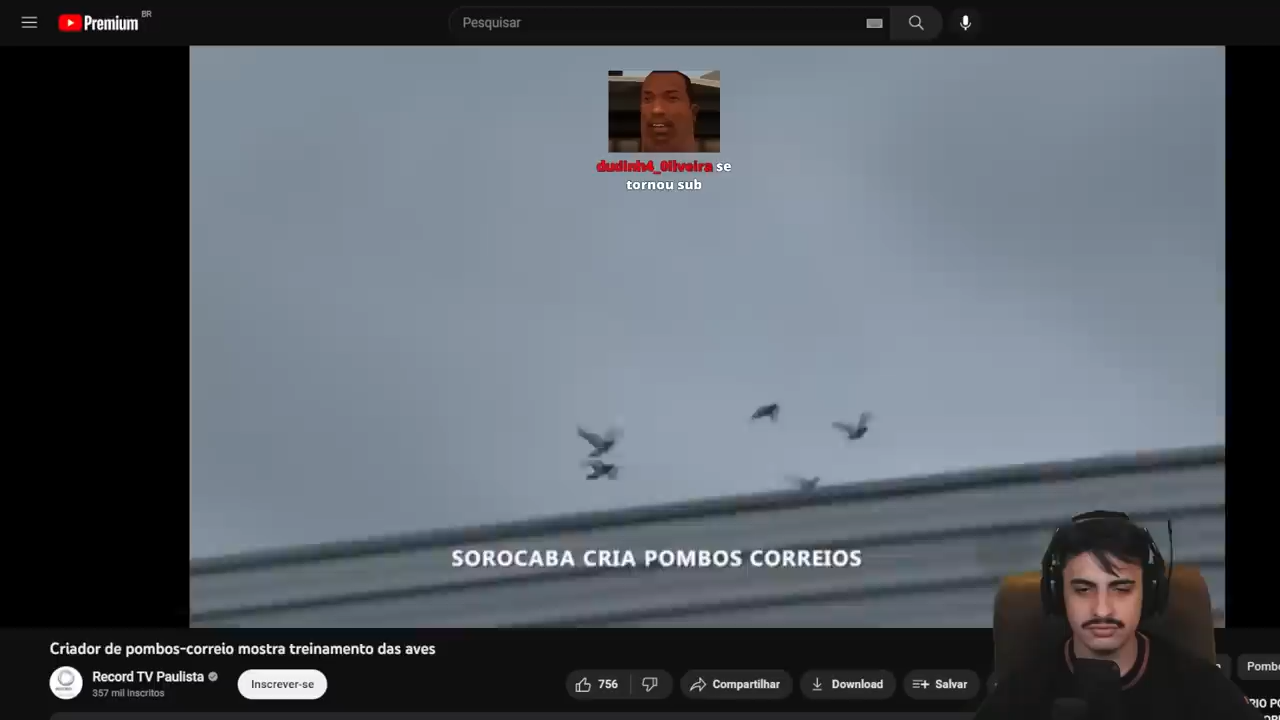 Premium BR
Pesquisar
dudinh4_0liveira se
tornou sub
SOROCABA CRIA POMBOS CORREIOS
Criador de pombos-correio mostra treinamento das aves
Record TV Paulista
357 mil inscritos
Inscrever-se
756
Compartilhar
Download
Salvar
Pombo